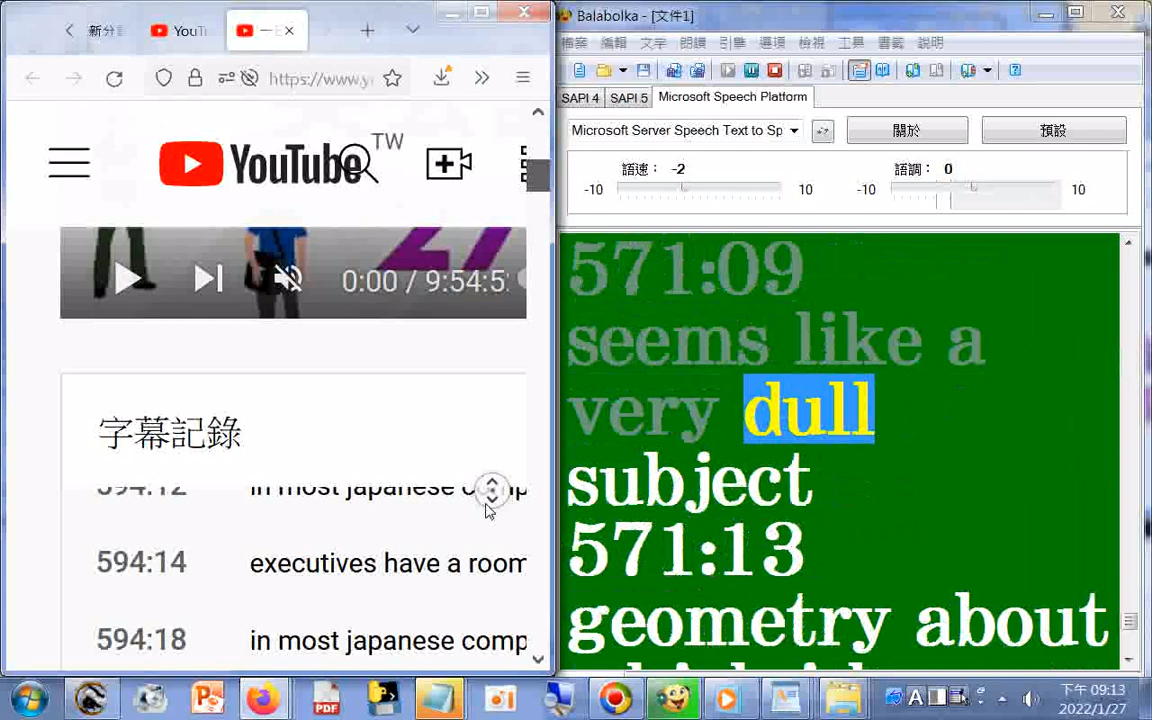 新分
YouT
https://www.y
YouTube
TW
0:00 / 9:54:5
字幕記錄
594:12
in most japanese comp
594:14
executives have a room
594:18
in most japanese comp
Balabolka - [文件1]
檔案 編輯 文字 朗讀 引擎 選項 檢視 工具 書籤 說明
SAPI 4 SAPI 5 Microsoft Speech Platform
Microsoft Server Speech Text to Sp
關於
預設
語速： -2
-10
10
語調： 0
-10
10
571:09
seems like a
very dull
subject
571:13
geometry about
PDF
A
下午 09:13
2022/1/27